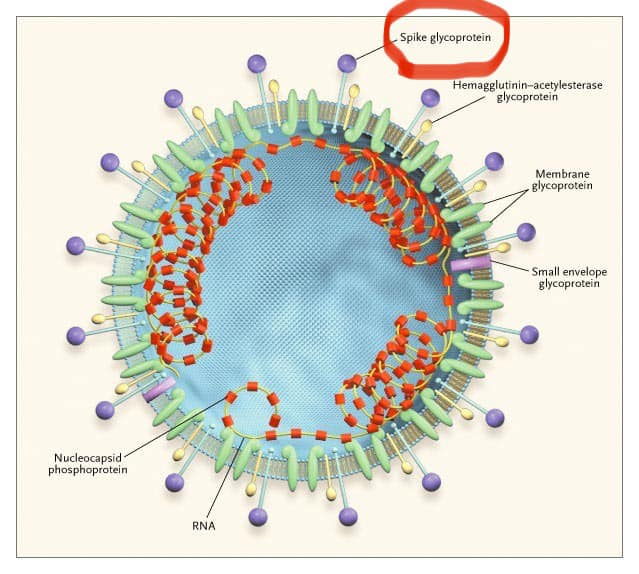 Spike glycoprotein
Hemagglutinin–acetylesterase
glycoprotein
Membrane
glycoprotein
Small envelope
glycoprotein
Nucleocapsid
phosphoprotein
RNA